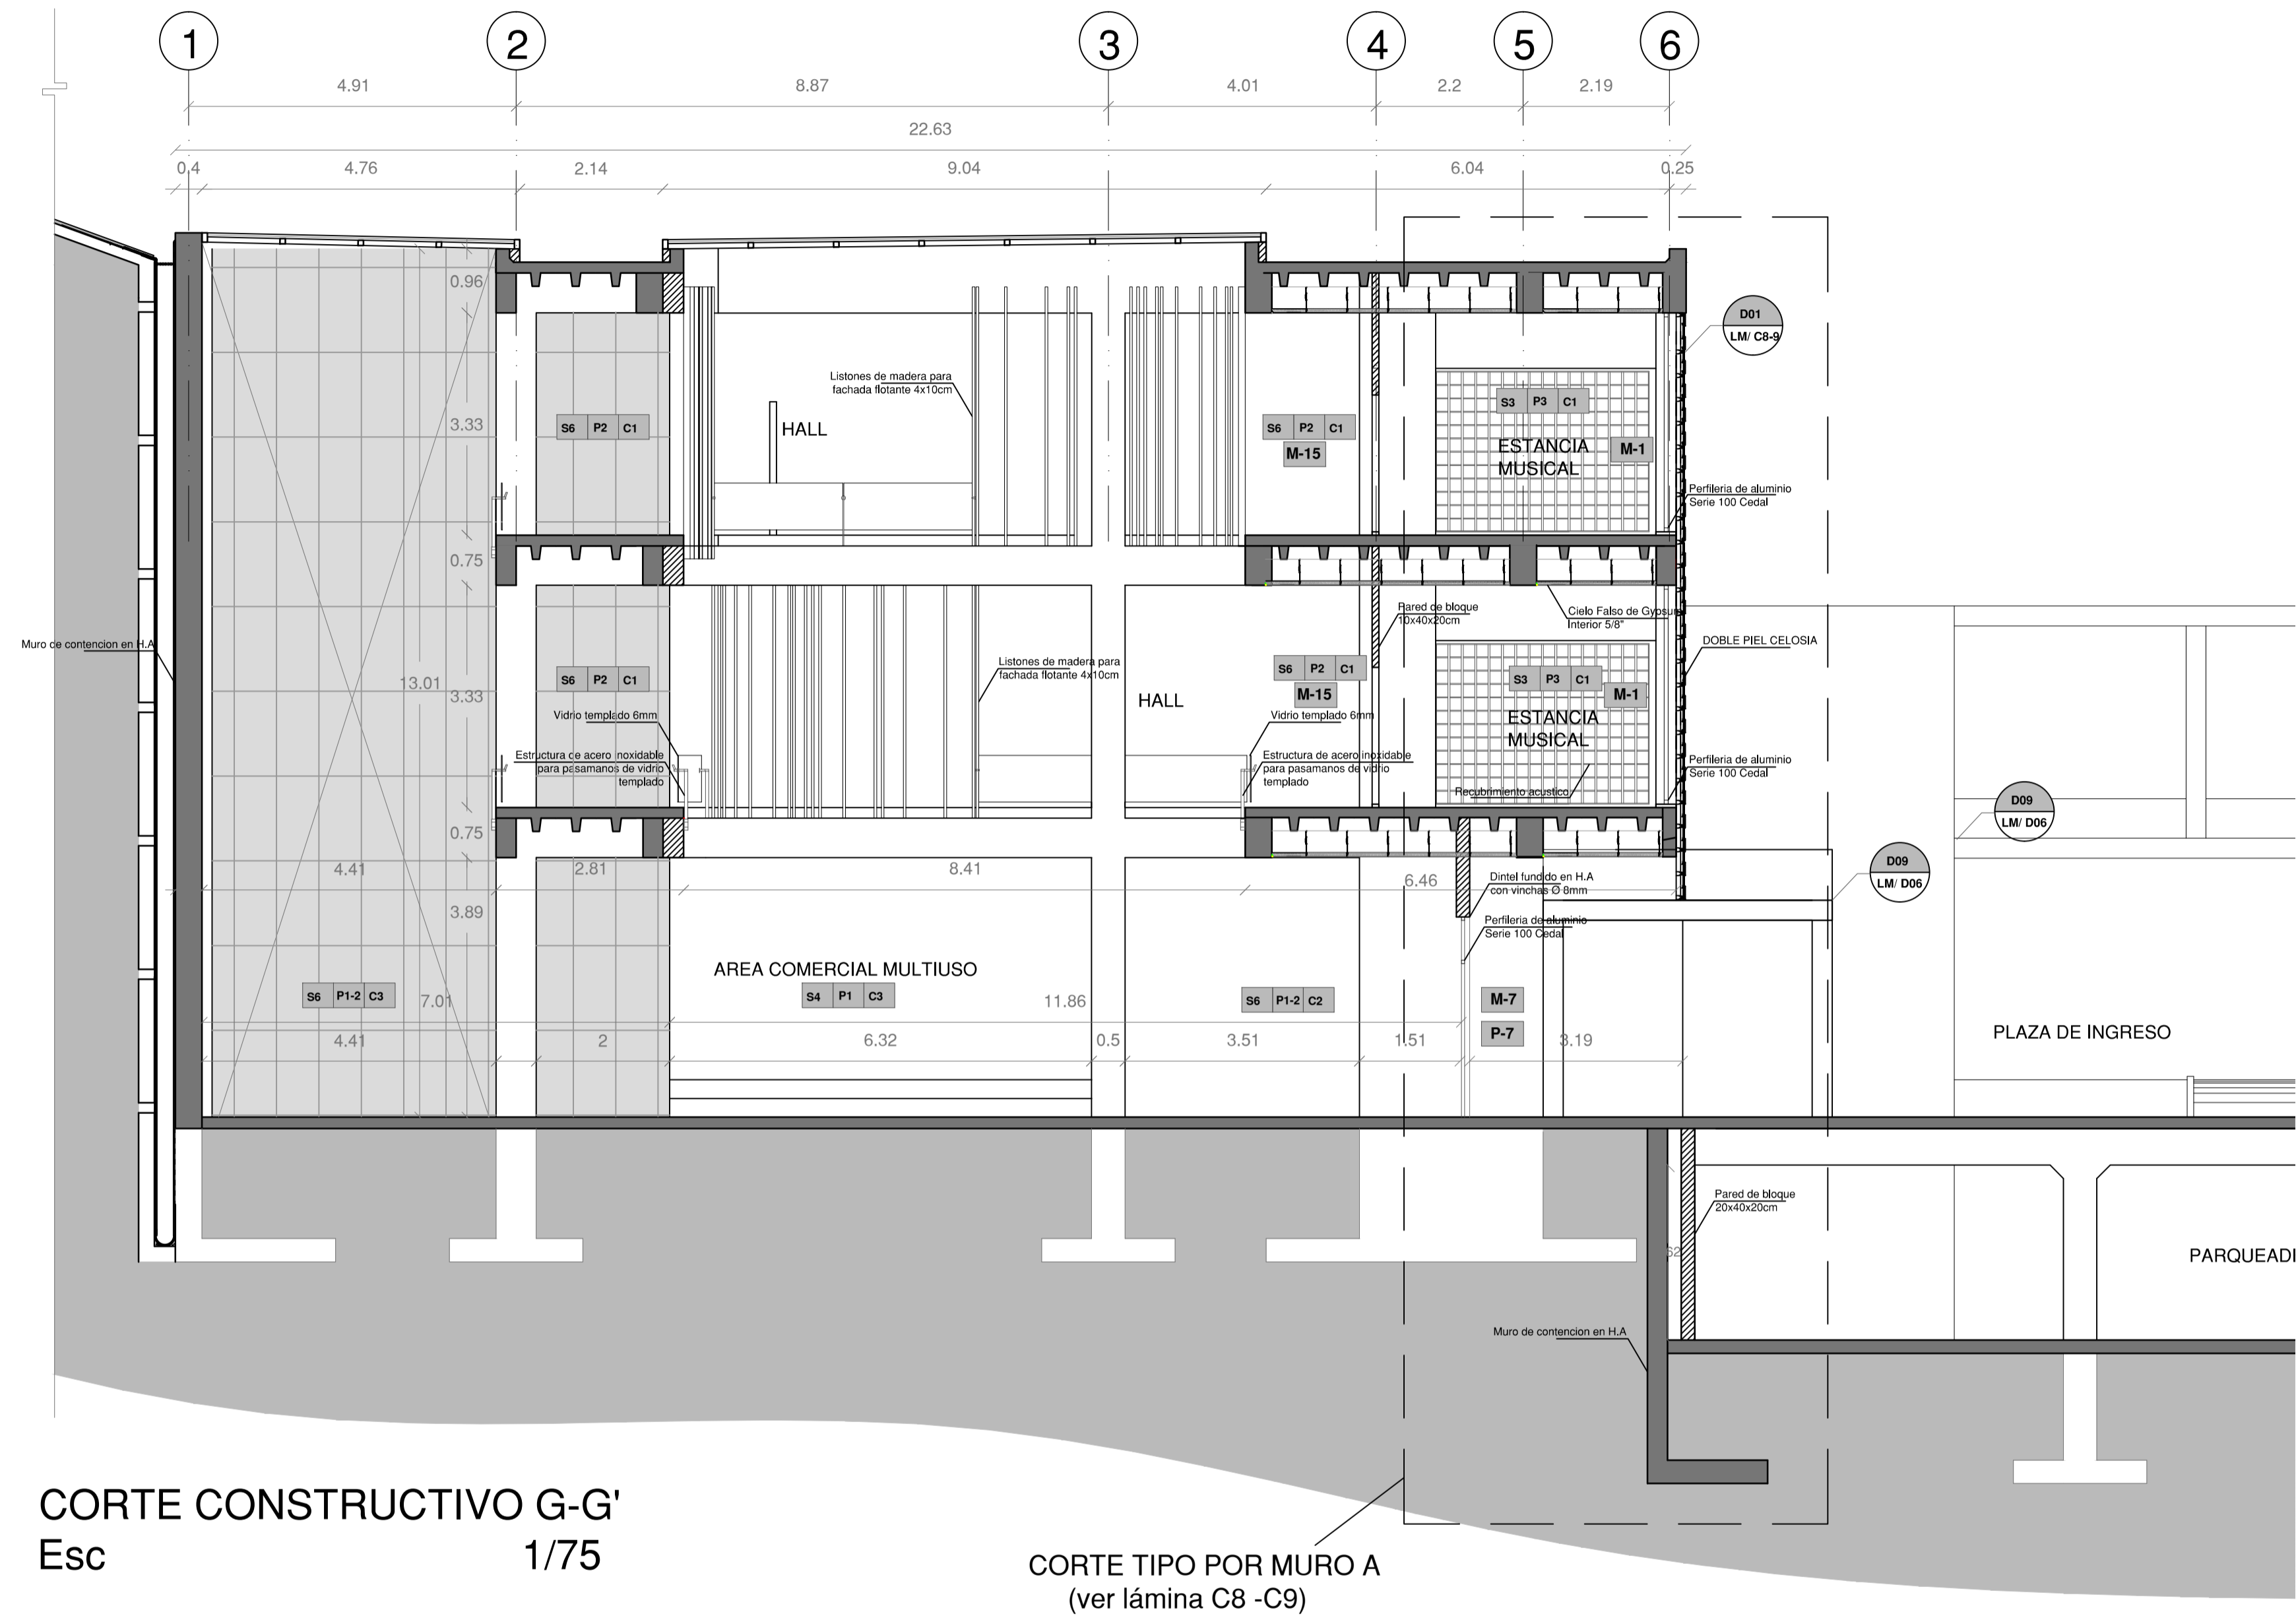 1 2 3 4 5 6
4.91 8.87 4.01 2.2 2.19
22.63
0.4 4.76 2.14 9.04 6.04 0.25
0.96
D01
LM/ C8-9
Listones de madera para
fachada flotante 4x10cm
S3 P3 C1
3.33
S6 P2 C1
HALL
S6 P2 C1
M-15
ESTANCIA
MUSICAL
M-1
Perfileria de aluminio
Serie 100 Cedal
0.75
Pared de bloque
10x40x20cm
Cielo Falso de Gypsum
Interior 5/8"
Muro de contencion en H.A
DOBLE PIEL CELOSIA
13.01
3.33
S6 P2 C1
Listones de madera para
fachada flotante 4x10cm
HALL
S6 P2 C1
M-15
S3 P3 C1
M-1
Vidrio templado 6mm
Vidrio templado 6mm
ESTANCIA
MUSICAL
Estructura de acero inoxidable
para pasamanos de vidrio
templado
Estructura de acero inoxidable
para pasamanos de vidrio
templado
Perfileria de aluminio
Serie 100 Cedal
Recubrimiento acustico
D09
LM/ D06
0.75
D09
LM/ D06
4.41 2.81 8.41 6.46
Dintel fundido en H.A
con vinchas Ø 8mm
3.89
Perfileria de aluminio
Serie 100 Cedal
AREA COMERCIAL MULTIUSO
S6 P1-2 C3
7.01
S4 P1 C3
11.86
S6 P1-2 C2
M-7
P-7
PLAZA DE INGRESO
4.41 2 6.32 0.5 3.51 1.51 3.19
Pared de bloque
20x40x20cm
62
PARQUEADI
Muro de contencion en H.A
CORTE CONSTRUCTIVO G-G'
Esc 1/75
CORTE TIPO POR MURO A
(ver lámina C8 -C9)